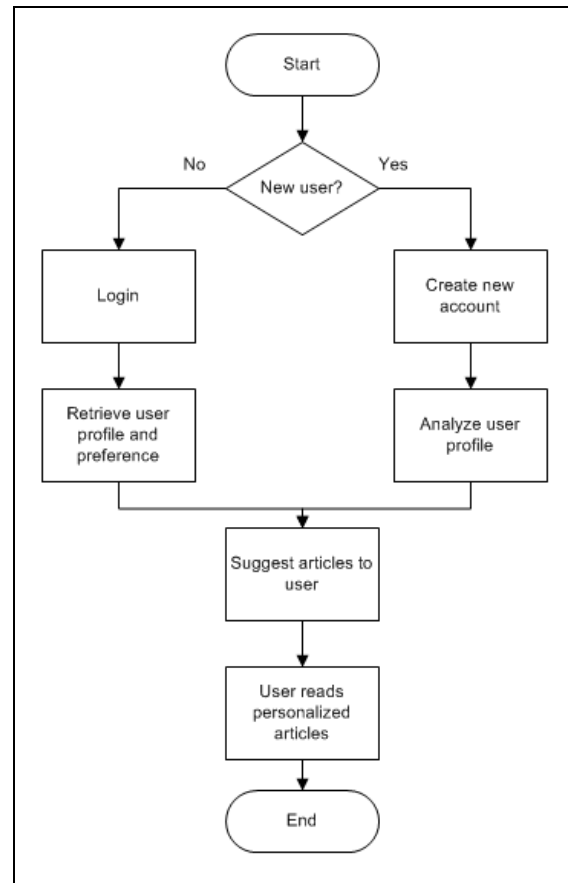 Start
No
Yes
New user?
Login
Create new
account
Retrieve user
profile and
preference
Analyze user
profile
Suggest articles to
user
User reads
personalized
articles
End